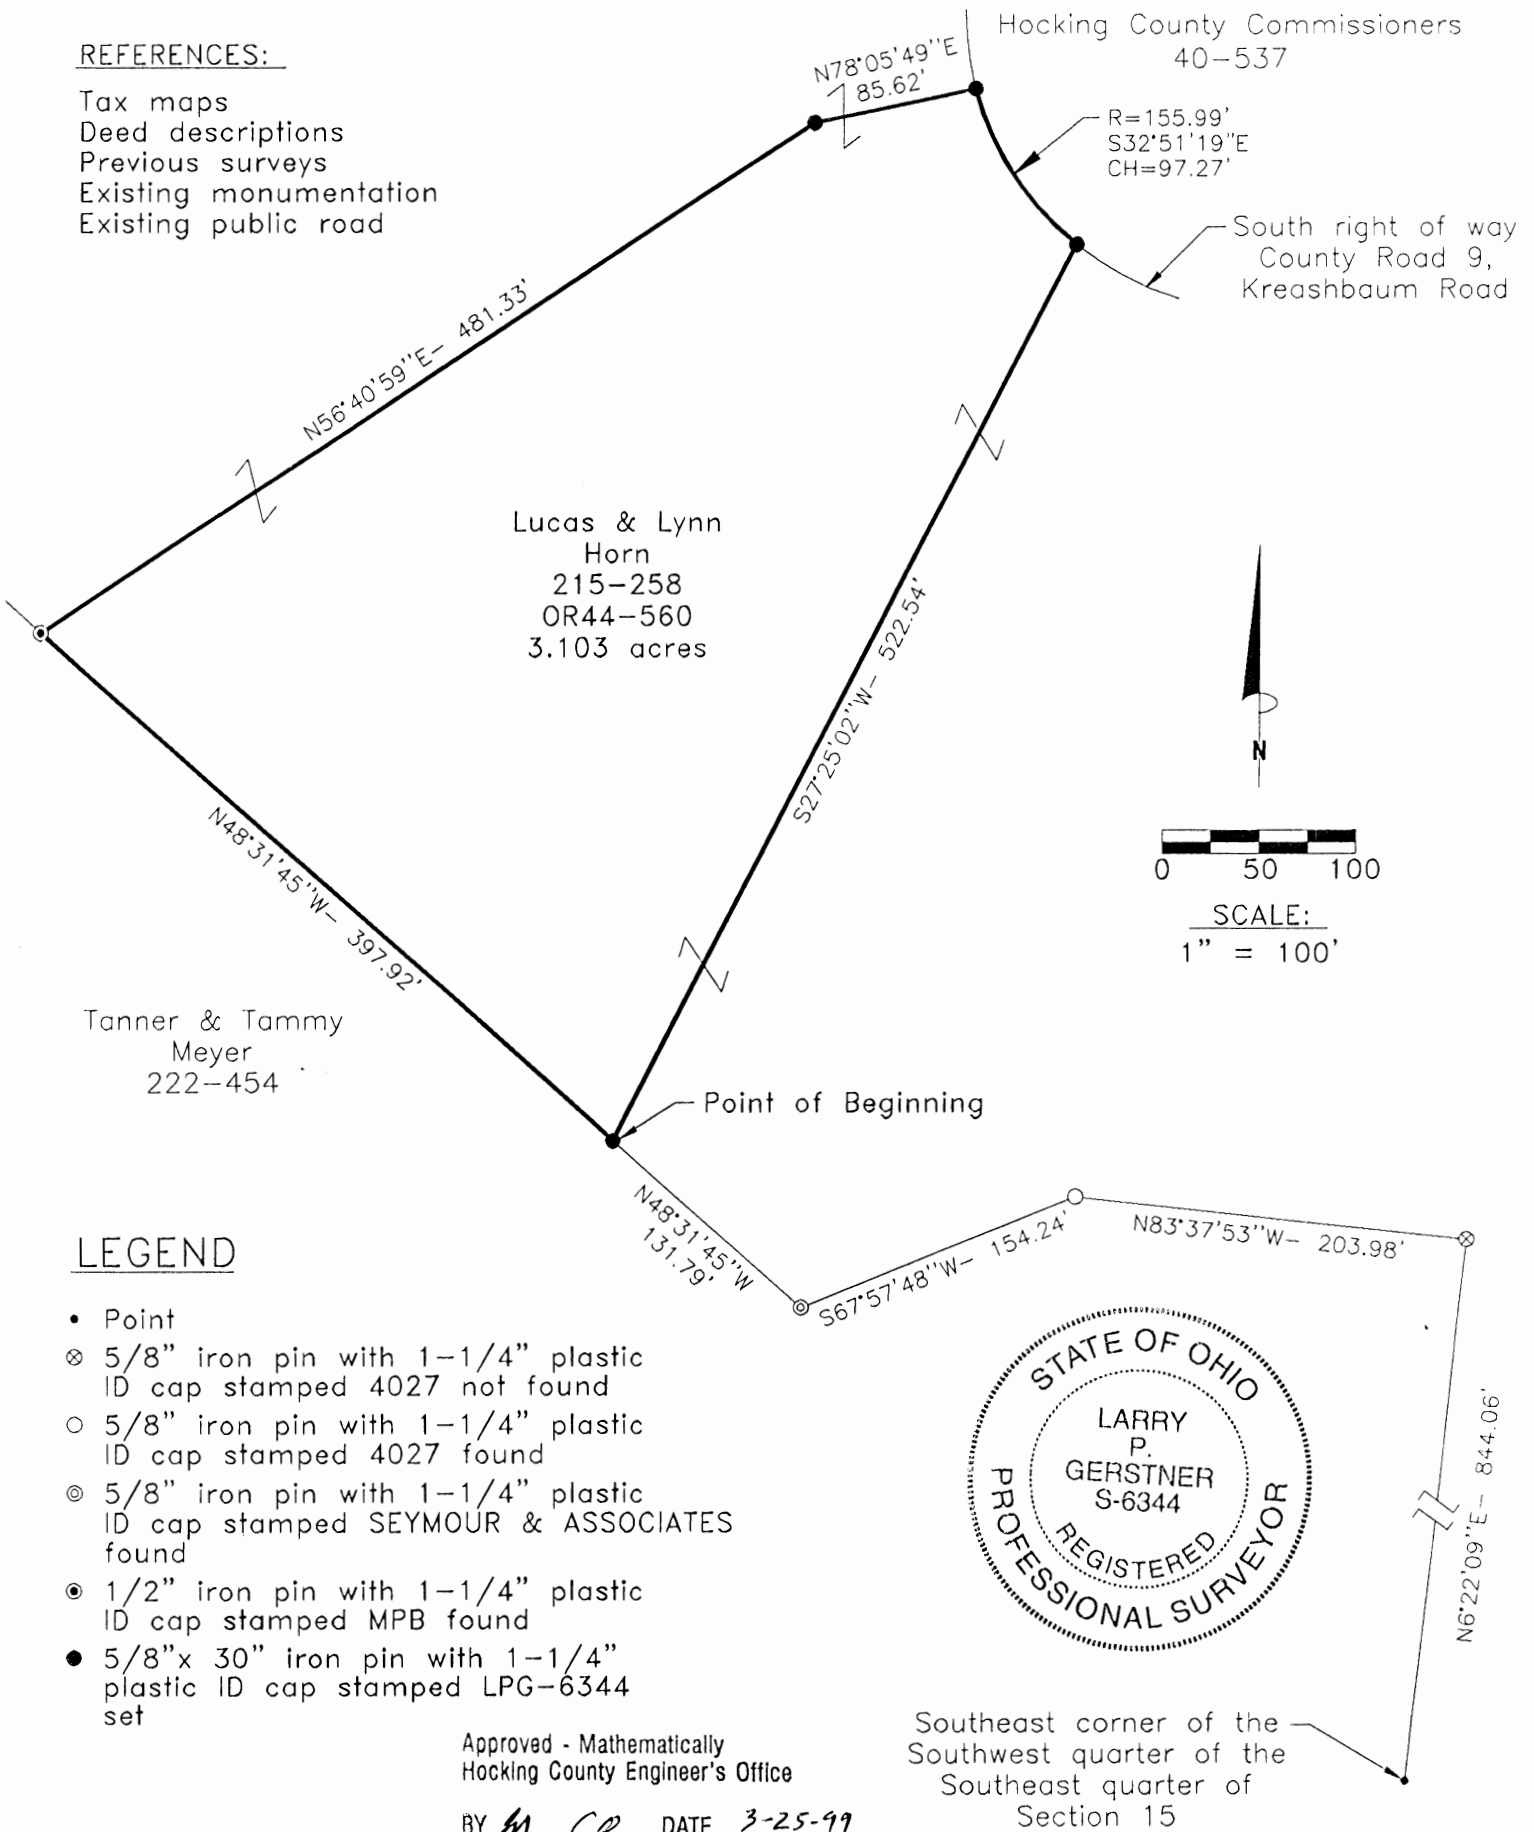 REFERENCES:
Tax maps
Deed descriptions
Previous surveys
Existing monumentation
Existing public road
N78°05'49"E
85.62'
Hocking County Commissioners
40-537
R=155.99'
S32°51'19"E
CH=97.27'
South right of way
County Road 9,
Kreashbaum Road
N56°40'59"E- 481.33'
Lucas & Lynn
Horn
215-258
OR44-560
3.103 acres
S27°25'02"W- 522.54'
N
0 50 100
SCALE:
1" = 100'
N48°31'45"W- 397.92'
Tanner & Tammy
Meyer
222-454
Point of Beginning
N48°31'45"W
131.79'
S67°57'48"W- 154.24'
N83°37'53"W- 203.98'
N6°22'09"E- 844.06'
LEGEND
Point
5/8" iron pin with 1-1/4" plastic
ID cap stamped 4027 not found
5/8" iron pin with 1-1/4" plastic
ID cap stamped 4027 found
5/8" iron pin with 1-1/4" plastic
ID cap stamped SEYMOUR & ASSOCIATES
found
1/2" iron pin with 1-1/4" plastic
ID cap stamped MPB found
5/8"x 30" iron pin with 1-1/4"
plastic ID cap stamped LPG-6344
set
STATE OF OHIO
LARRY
P.
GERSTNER
S-6344
REGISTERED
PROFESSIONAL SURVEYOR
Southeast corner of the
Southwest quarter of the
Southeast quarter of
Section 15
Approved - Mathematically
Hocking County Engineer's Office
BY DATE 3-25-99